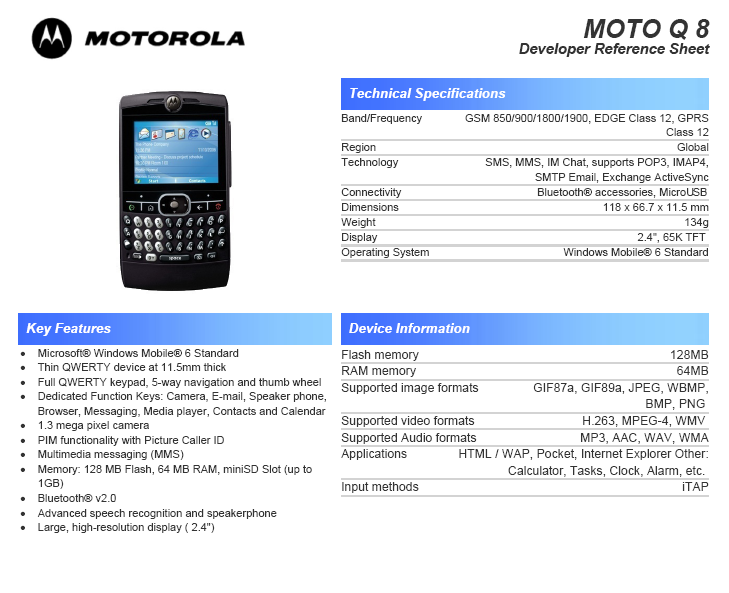 MOTOROLA
MOTO Q 8
Developer Reference Sheet
MOTOROLA
space
Technical Specifications
Band/Frequency GSM 850/900/1800/1900, EDGE Class 12, GPRS
Class 12
Region Global
Technology SMS, MMS, IM Chat, supports POP3, IMAP4,
SMTP Email, Exchange ActiveSync
Connectivity Bluetooth® accessories, MicroUSB
Dimensions 118 x 66.7 x 11.5 mm
Weight 134g
Display 2.4", 65K TFT
Operating System Windows Mobile® 6 Standard
Key Features
• Microsoft® Windows Mobile® 6 Standard
• Thin QWERTY device at 11.5mm thick
• Full QWERTY keypad, 5-way navigation and thumb wheel
• Dedicated Function Keys: Camera, E-mail, Speaker phone,
Browser, Messaging, Media player, Contacts and Calendar
• 1.3 mega pixel camera
• PIM functionality with Picture Caller ID
• Multimedia messaging (MMS)
• Memory: 128 MB Flash, 64 MB RAM, miniSD Slot (up to
1GB)
• Bluetooth® v2.0
• Advanced speech recognition and speakerphone
• Large, high-resolution display ( 2.4")
Device Information
Flash memory 128MB
RAM memory 64MB
Supported image formats GIF87a, GIF89a, JPEG, WBMP,
BMP, PNG
Supported video formats H.263, MPEG-4, WMV
Supported Audio formats MP3, AAC, WAV, WMA
Applications HTML / WAP, Pocket, Internet Explorer Other:
Calculator, Tasks, Clock, Alarm, etc.
Input methods iTAP